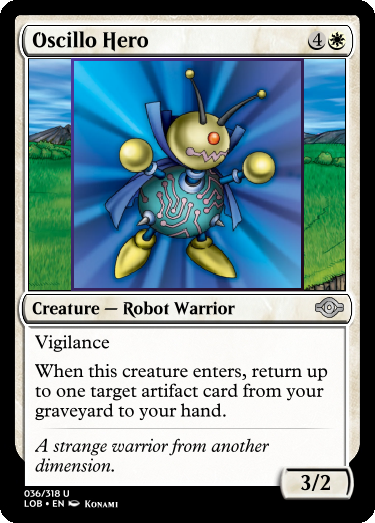 Oscillo Hero 4
Creature — Robot Warrior
Vigilance
When this creature enters, return up
to one target artifact card from your
graveyard to your hand.
A strange warrior from another
dimension.
3/2
036/318 U
LOB • EN Konami